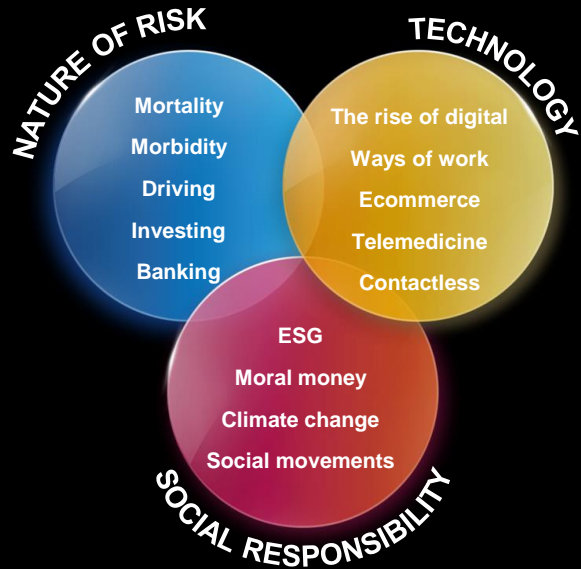 NATURE OF RISK
Mortality
Morbidity
Driving
Investing
Banking
TECHNOLOGY
The rise of digital
Ways of work
Ecommerce
Telemedicine
Contactless
ESG
Moral money
Climate change
Social movements
SOCIAL RESPONSIBILITY